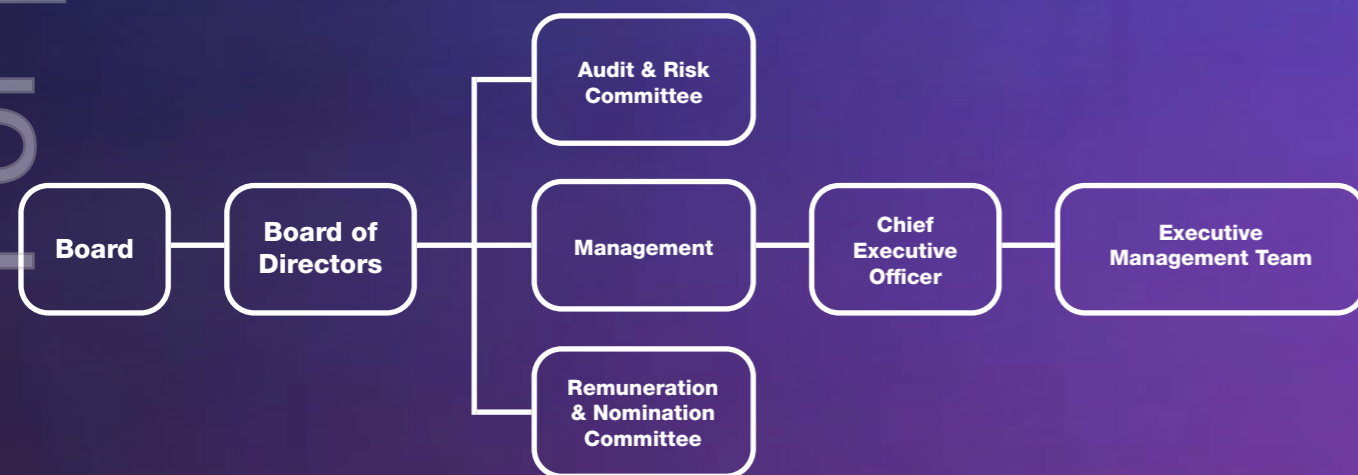 Board
Board of
Directors
Audit & Risk
Committee
Management
Remuneration
& Nomination
Committee
Chief
Executive
Officer
Executive
Management Team